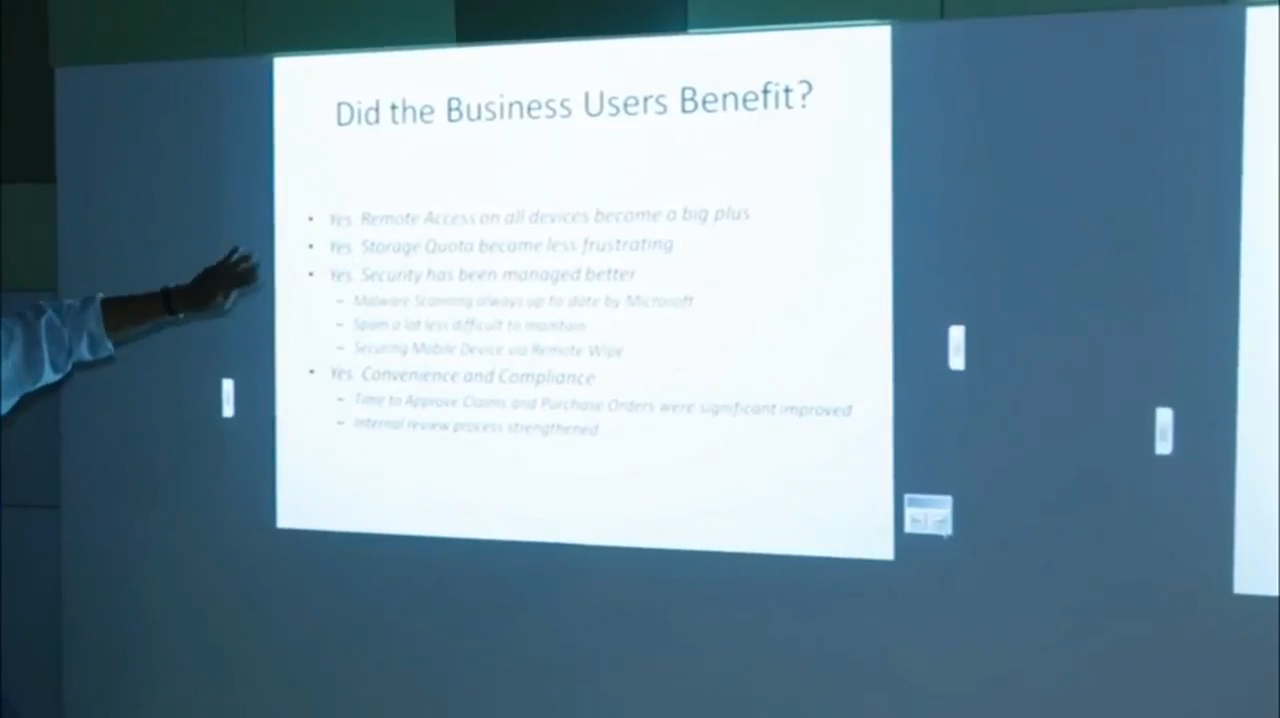 Did the Business Users Benefit?
• Yes. Remote Access on all devices become a big plus
• Yes. Storage Quota became less frustrating
• Yes. Security has been managed better
– Malware Scanning always up to date by Microsoft
– Spam a lot less difficult to maintain
– Securing Mobile Device via Remote Wipe
• Yes. Convenience and Compliance
– Time to Approve Claims and Purchase Orders were significant improved
– Internal review process strengthened